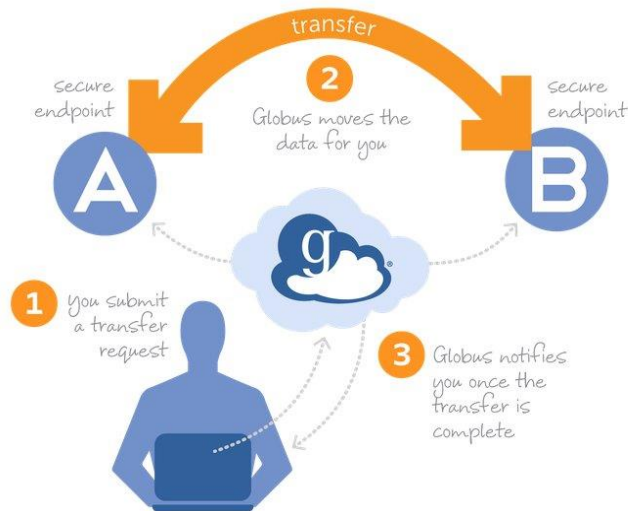 transfer
secure
endpoint
A
2
Globus moves the
data for you
secure
endpoint
B
g®
1
you submit
a transfer
request
3
Globus notifies
you once the
transfer is
complete